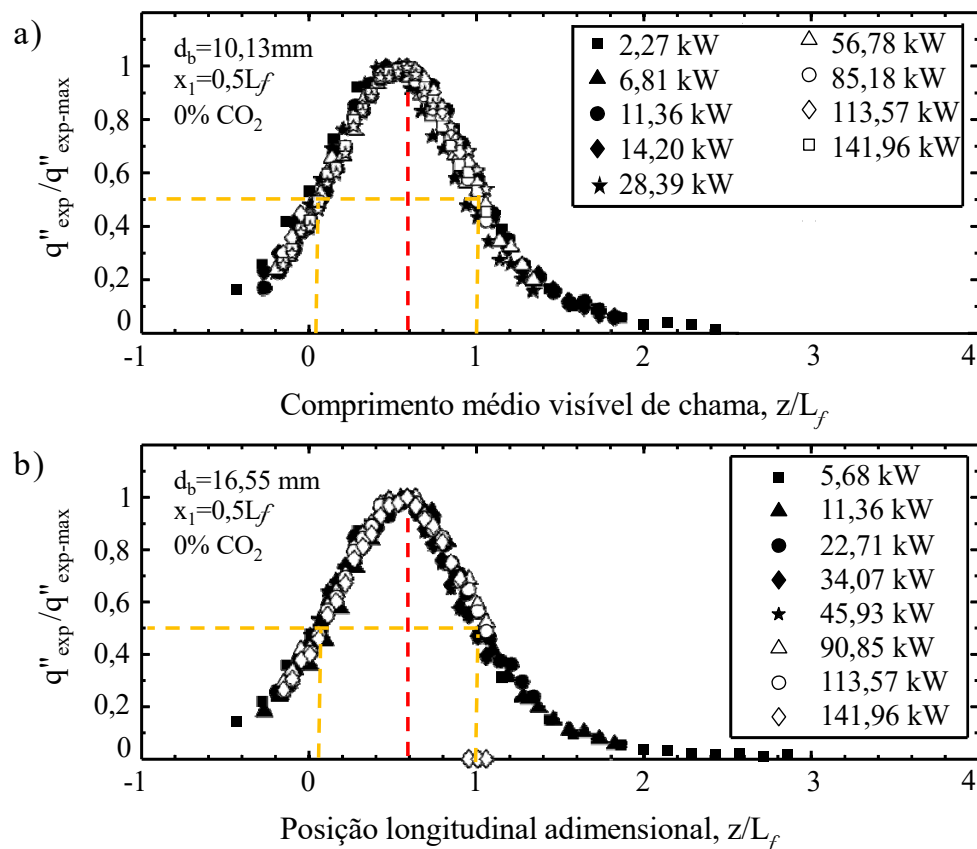 a)
d_b=10,13mm
x_1=0,5L_f
0% CO_2
2,27 kW
6,81 kW
11,36 kW
14,20 kW
28,39 kW
56,78 kW
85,18 kW
113,57 kW
141,96 kW
q"_exp/q"_exp-max
1
0,8
0,6
0,4
0,2
0
-1 0 1 2 3 4
Comprimento médio visível de chama, z/L_f
b)
d_b=16,55 mm
x_1=0,5L_f
0% CO_2
5,68 kW
11,36 kW
22,71 kW
34,07 kW
45,93 kW
90,85 kW
113,57 kW
141,96 kW
q"_exp/q"_exp-max
1
0,8
0,6
0,4
0,2
0
-1 0 1 2 3 4
Posição longitudinal adimensional, z/L_f